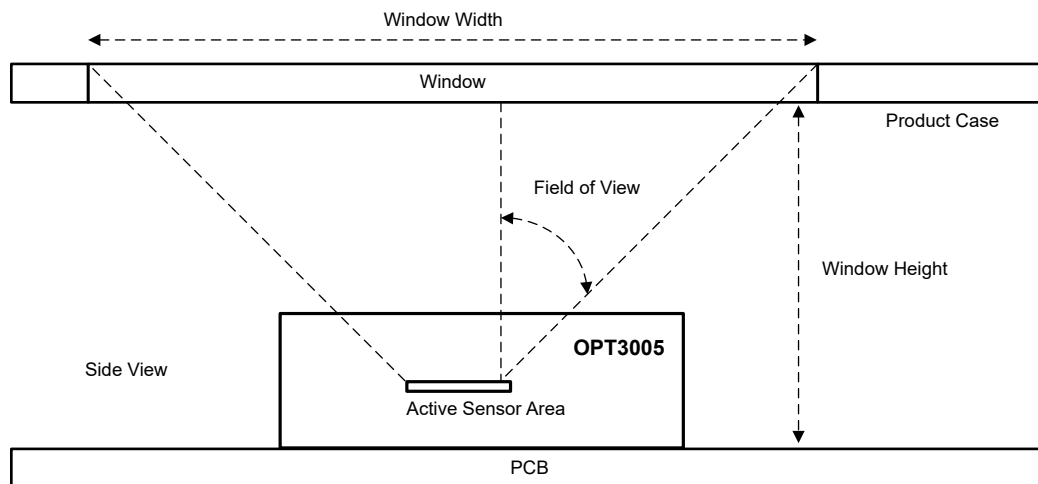 Window Width
Window
Product Case
Field of View
Window Height
OPT3005
Side View
Active Sensor Area
PCB